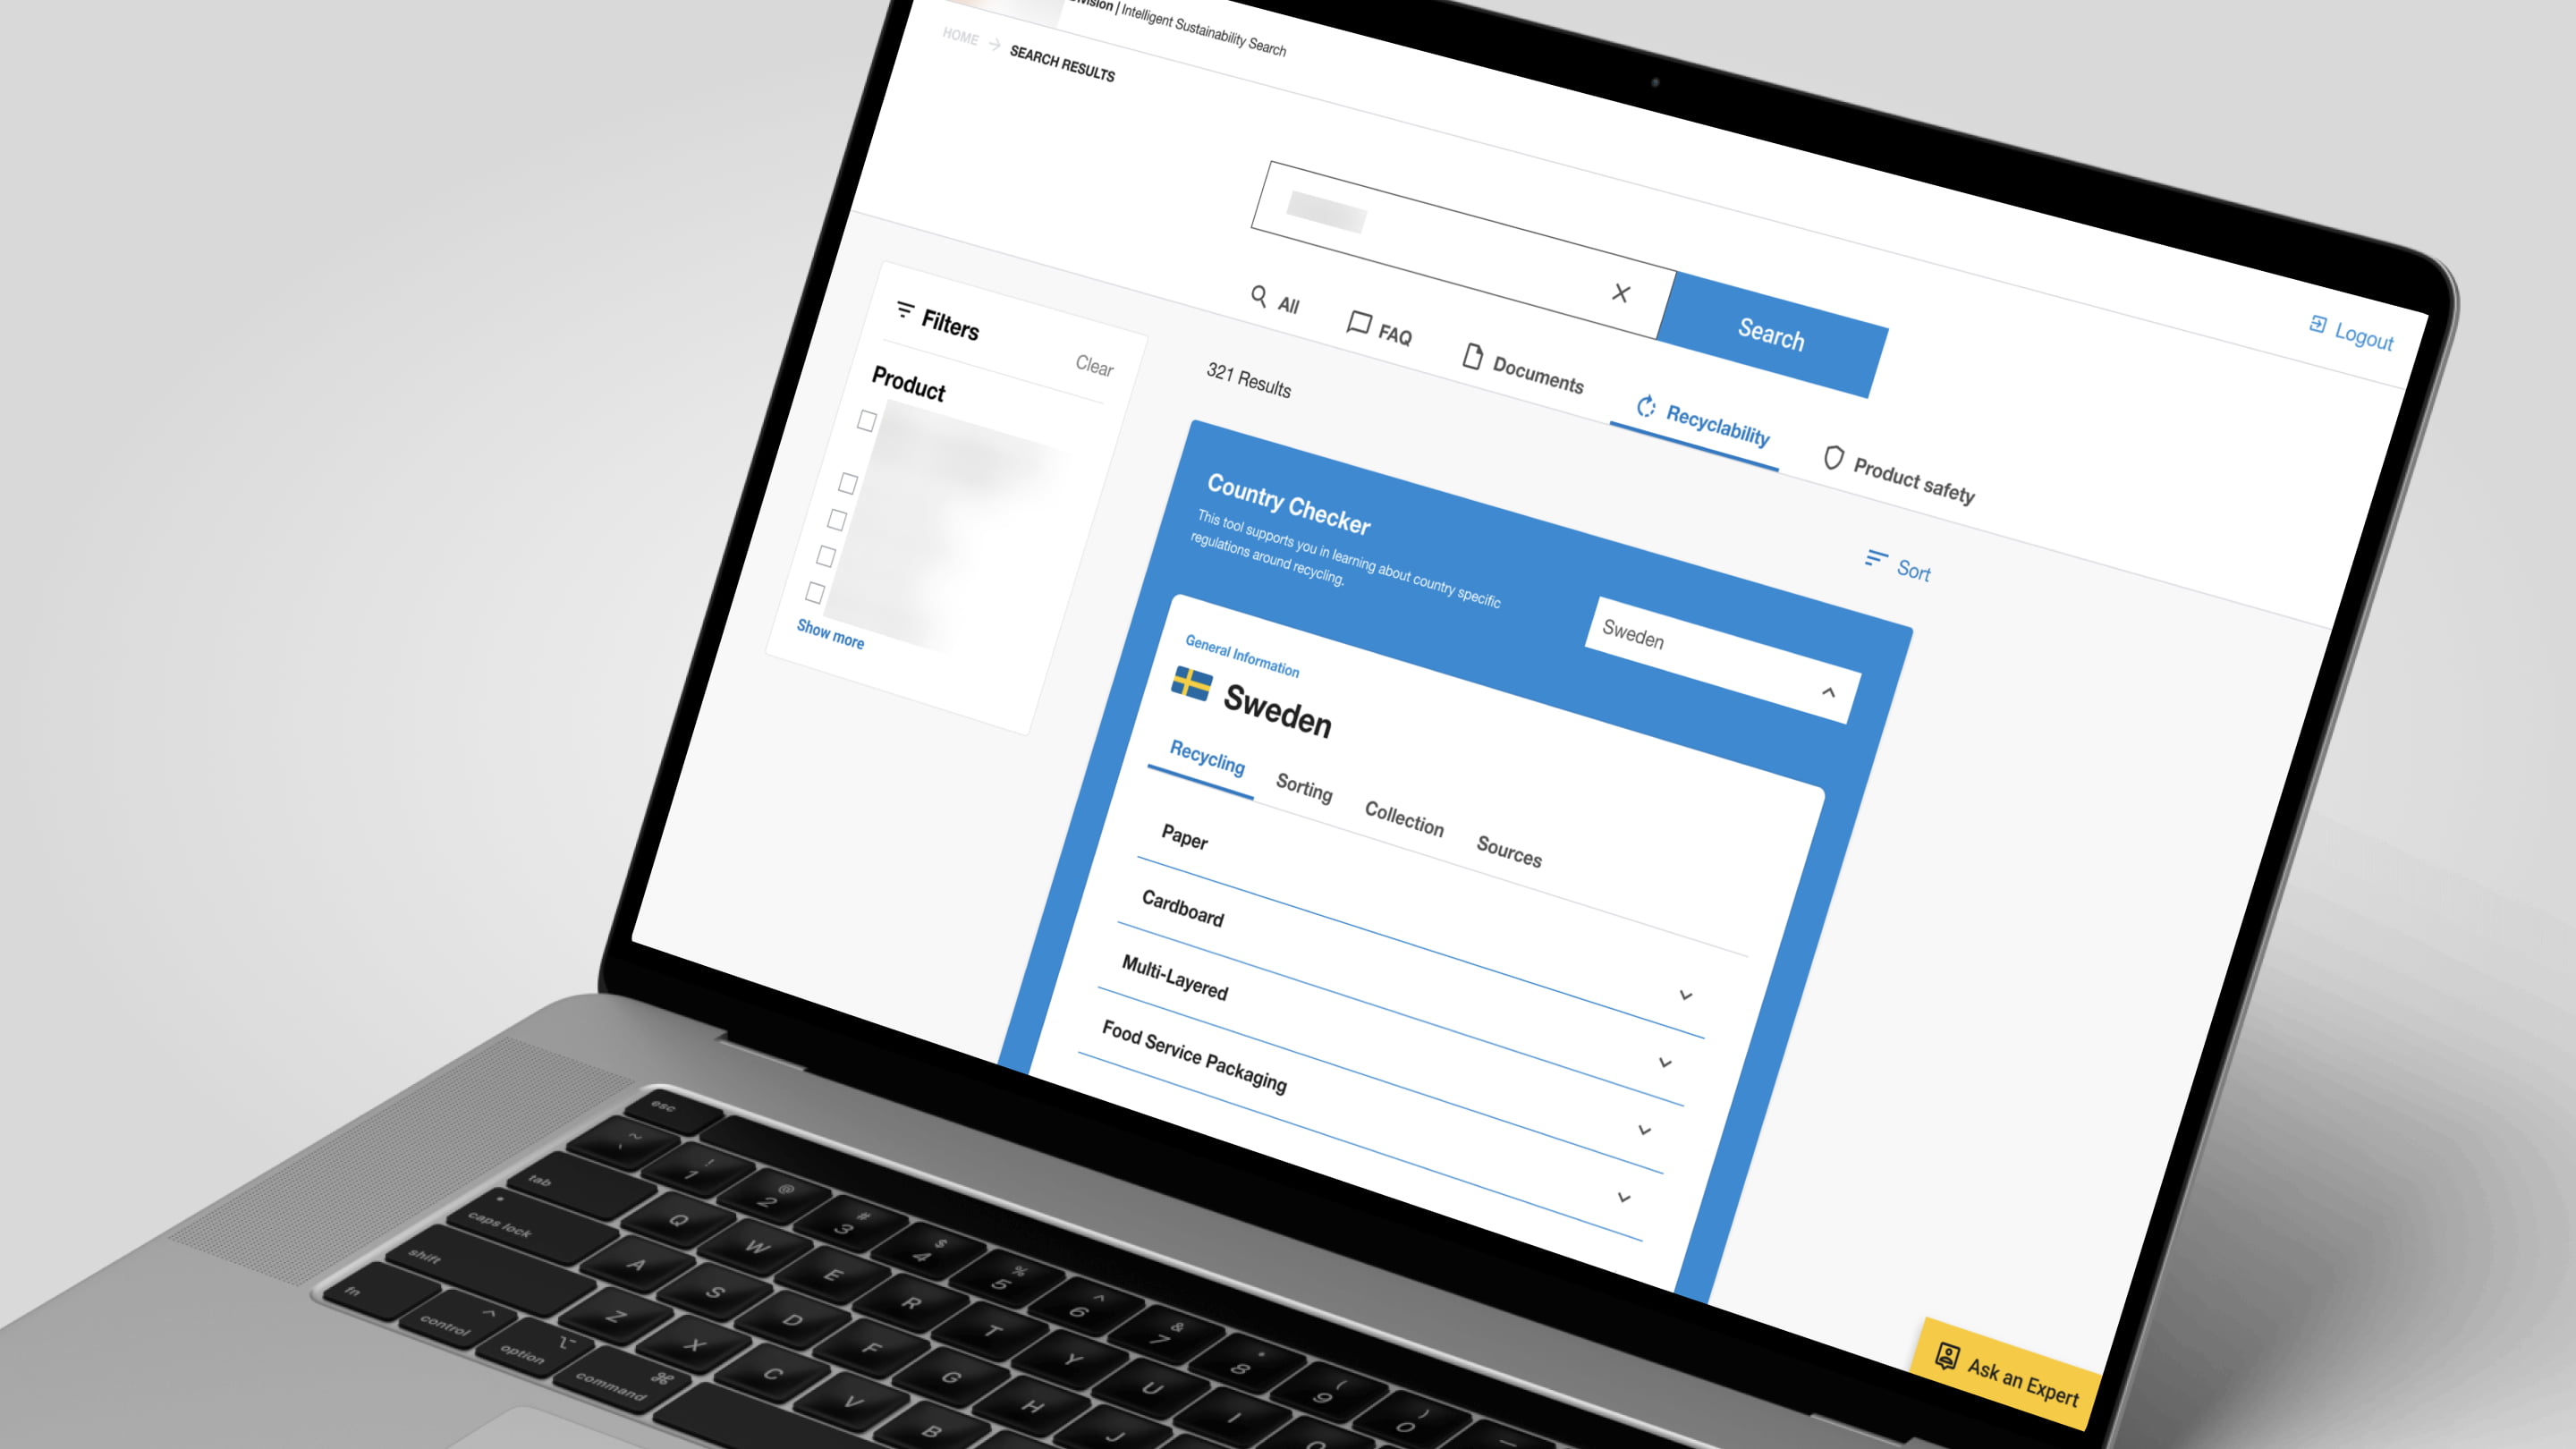 | Intelligent Sustainability Search
HOME → SEARCH RESULTS
Logout
Search
All
FAQ
Documents
Recyclability
Product safety
Filters
Clear
Product
Show more
321 Results
Sort
Country Checker
This tool supports you in learning about country specific
regulations around recycling.
Sweden
General Information
Sweden
Recycling
Sorting
Collection
Sources
Paper
Cardboard
Multi-Layered
Food Service Packaging
Ask an Expert
esc
~
! 1
@ 2
# 3
$ 4
% 5
^ 6
& 7
* 8
( 9
) 0
tab
Q W E R T Y U I O
caps lock
A S D F G H J
shift
Z X C V B
fn
control
option
command